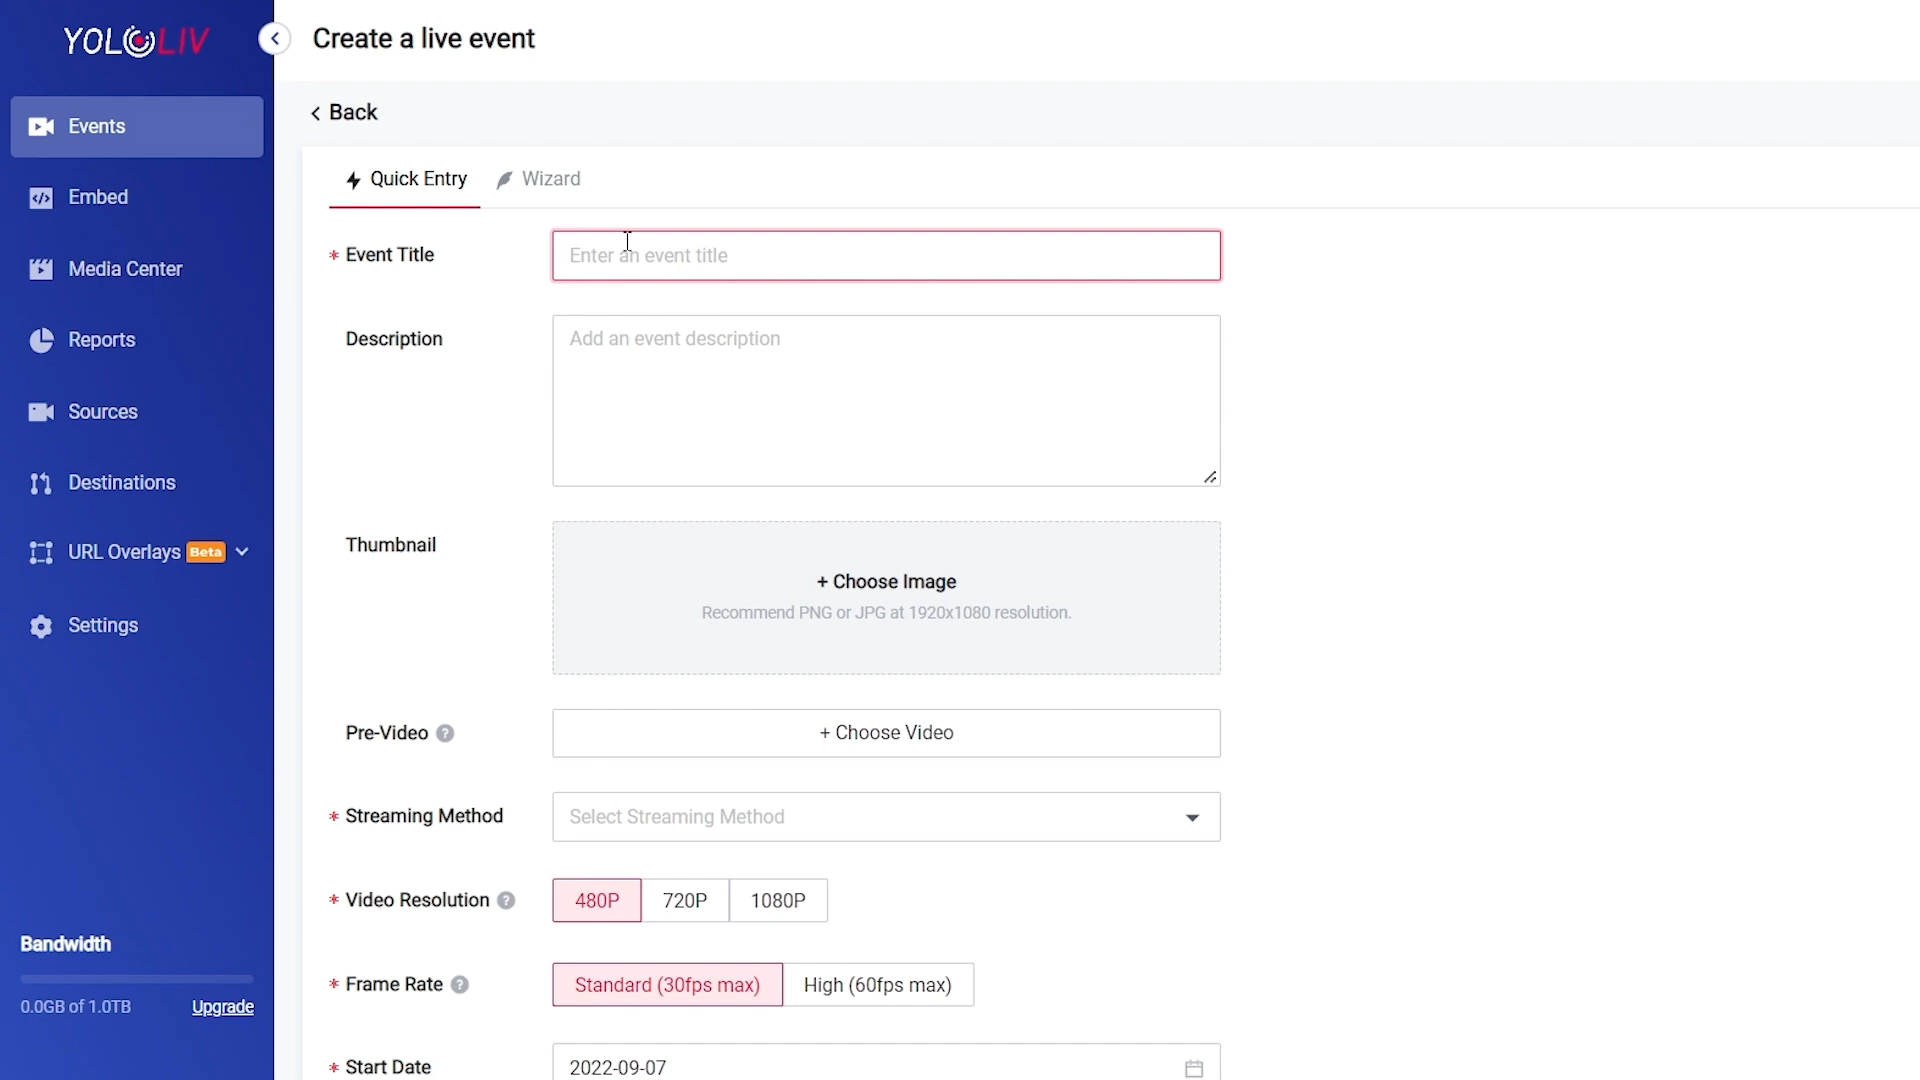 YOLOLIV
Create a live event
Events
Embed
Media Center
Reports
Sources
Destinations
URL Overlays Beta
Settings
Bandwidth
0.0GB of 1.0TB Upgrade
Back
Quick Entry Wizard
* Event Title Enter an event title
Description Add an event description
Thumbnail + Choose Image
Recommend PNG or JPG at 1920x1080 resolution.
Pre-Video ? + Choose Video
* Streaming Method Select Streaming Method
* Video Resolution ? 480P 720P 1080P
* Frame Rate ? Standard (30fps max) High (60fps max)
* Start Date 2022-09-07